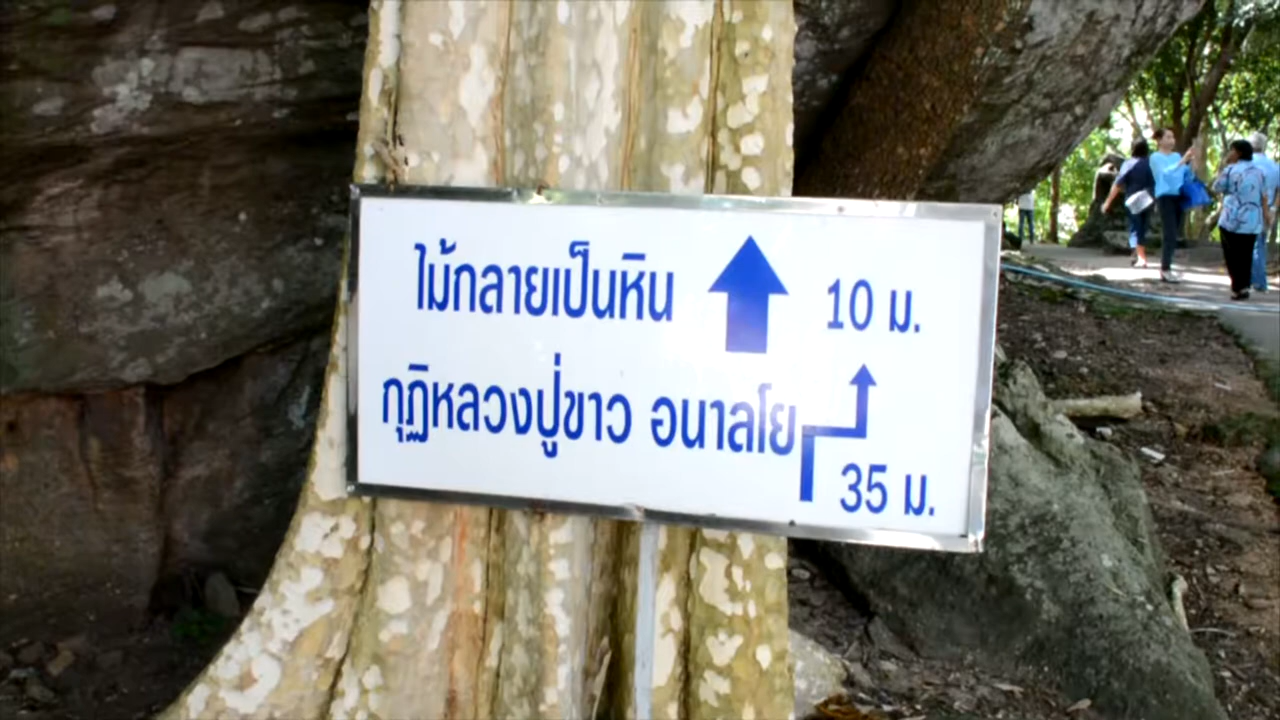 ไม้กลายเป็นหิน 10 ม.
กุฏิหลวงปู่ขาว อนาลโย
35 ม.